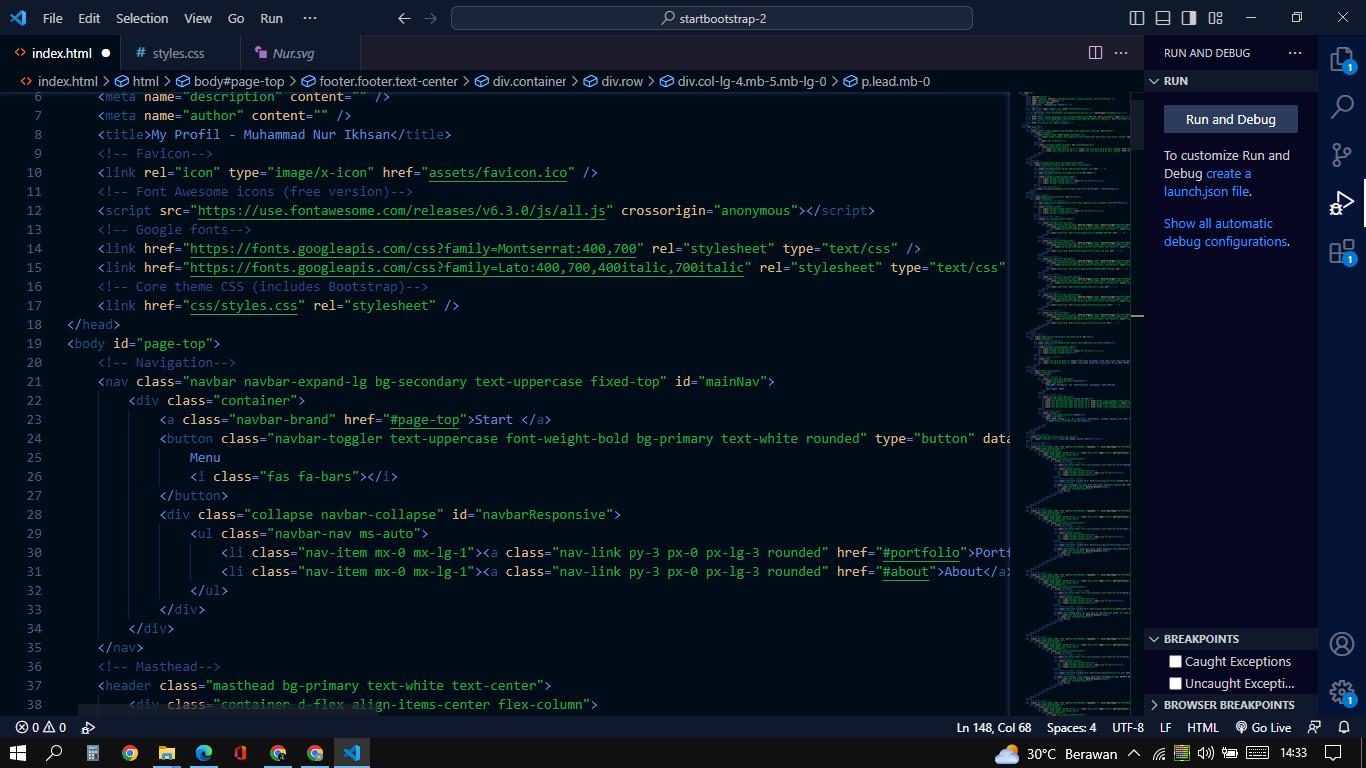 File Edit Selection View Go Run ··· startbootstrap-2
index.html styles.css Nur.svg
index.html > html > body#page-top > footer.footer.text-center > div.container > div.row > div.col-lg-4.mb-5.mb-lg-0 > p.lead.mb-0
6 <meta name="description" content="" />
7 <meta name="author" content="" />
8 <title>My Profil - Muhammad Nur Ikhsan</title>
9 <!-- Favicon-->
10 <link rel="icon" type="image/x-icon" href="assets/favicon.ico" />
11 <!-- Font Awesome icons (free version)-->
12 <script src="https://use.fontawesome.com/releases/v6.3.0/js/all.js" crossorigin="anonymous"></script>
13 <!-- Google fonts-->
14 <link href="https://fonts.googleapis.com/css?family=Montserrat:400,700" rel="stylesheet" type="text/css" />
15 <link href="https://fonts.googleapis.com/css?family=Lato:400,700,400italic,700italic" rel="stylesheet" type="text/css"
16 <!-- Core theme CSS (includes Bootstrap)-->
17 <link href="css/styles.css" rel="stylesheet" />
18 </head>
19 <body id="page-top">
20 <!-- Navigation-->
21 <nav class="navbar navbar-expand-lg bg-secondary text-uppercase fixed-top" id="mainNav">
22 <div class="container">
23 <a class="navbar-brand" href="#page-top">Start </a>
24 <button class="navbar-toggler text-uppercase font-weight-bold bg-primary text-white rounded" type="button" data
25 Menu
26 <i class="fas fa-bars"></i>
27 </button>
28 <div class="collapse navbar-collapse" id="navbarResponsive">
29 <ul class="navbar-nav ms-auto">
30 <li class="nav-item mx-0 mx-lg-1"><a class="nav-link py-3 px-0 px-lg-3 rounded" href="#portfolio">Portf
31 <li class="nav-item mx-0 mx-lg-1"><a class="nav-link py-3 px-0 px-lg-3 rounded" href="#about">About</a>
32 </ul>
33 </div>
34 </div>
35 </nav>
36 <!-- Masthead-->
37 <header class="masthead bg-primary text-white text-center">
38 <div class="container d-flex align-items-center flex-column">
RUN AND DEBUG ···
RUN
Run and Debug
To customize Run and
Debug create a
launch.json file.
Show all automatic
debug configurations.
BREAKPOINTS
Caught Exceptions
Uncaught Excepti...
BROWSER BREAKPOINTS
1
1
1
0 0 Ln 148, Col 68 Spaces: 4 UTF-8 LF HTML Go Live
30°C Berawan 14:33